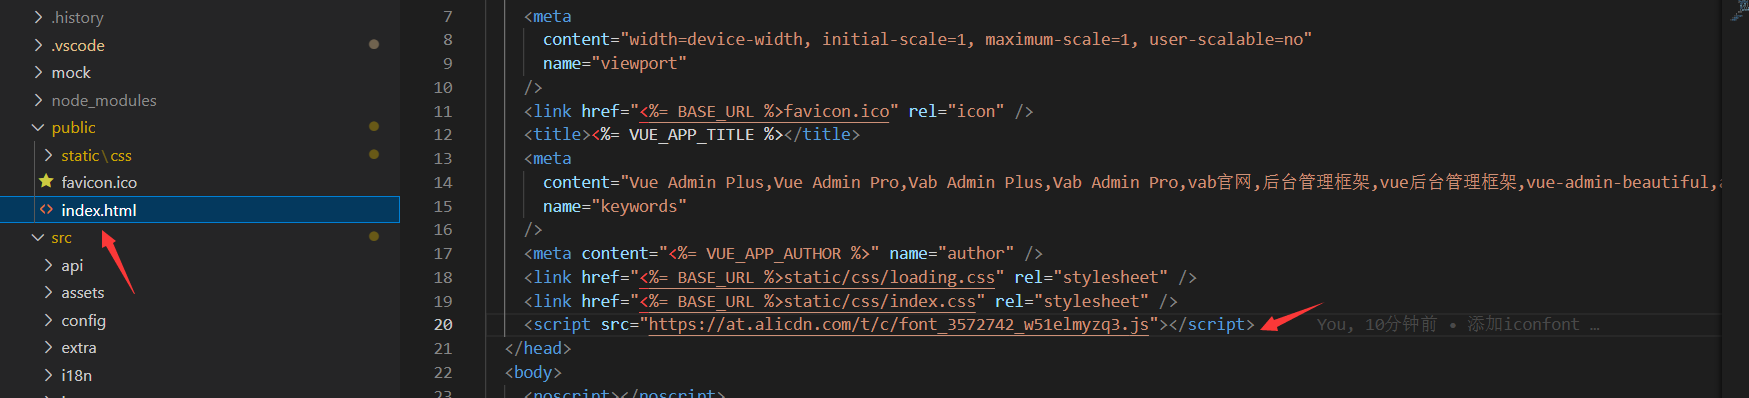 .history
.vscode
mock
node_modules
public
static\css
favicon.ico
index.html
src
api
assets
config
extra
i18n
7 <meta
8 content="width=device-width, initial-scale=1, maximum-scale=1, user-scalable=no"
9 name="viewport"
10 />
11 <link href="<%= BASE_URL %>favicon.ico" rel="icon" />
12 <title><%= VUE_APP_TITLE %></title>
13 <meta
14 content="Vue Admin Plus,Vue Admin Pro,Vab Admin Plus,Vab Admin Pro,vab官网,后台管理框架,vue后台管理框架,vue-admin-beautiful,
15 name="keywords"
16 />
17 <meta content="<%= VUE_APP_AUTHOR %>" name="author" />
18 <link href="<%= BASE_URL %>static/css/loading.css" rel="stylesheet" />
19 <link href="<%= BASE_URL %>static/css/index.css" rel="stylesheet" />
20 <script src="https://at.alicdn.com/t/c/font_3572742_w51elmyzq3.js"></script> You, 10分钟前 • 添加iconfont …
21 </head>
22 <body>
23 <noscript></noscript>